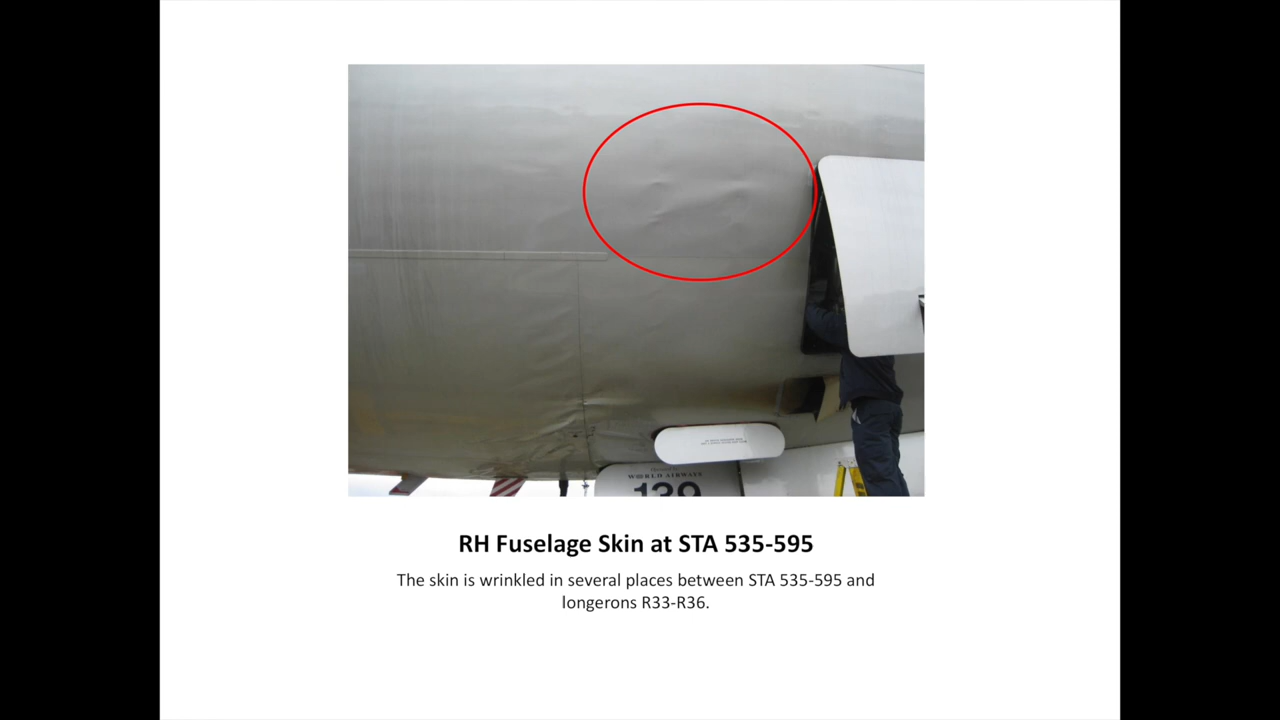 WORLD AIRWAYS
139
RH Fuselage Skin at STA 535-595
The skin is wrinkled in several places between STA 535-595 and
longerons R33-R36.